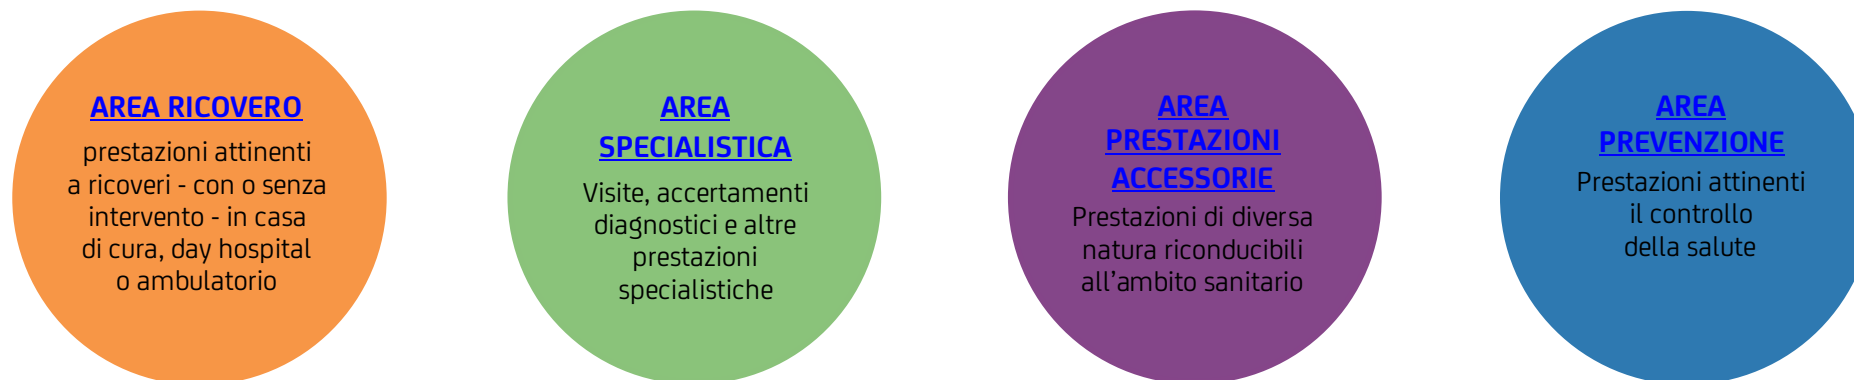 AREA RICOVERO
prestazioni attinenti
a ricoveri - con o senza
intervento - in casa
di cura, day hospital
o ambulatorio
AREA
SPECIALISTICA
Visite, accertamenti
diagnostici e altre
prestazioni
specialistiche
AREA
PRESTAZIONI
ACCESSORIE
Prestazioni di diversa
natura riconducibili
all’ambito sanitario
AREA
PREVENZIONE
Prestazioni attinenti
il controllo
della salute